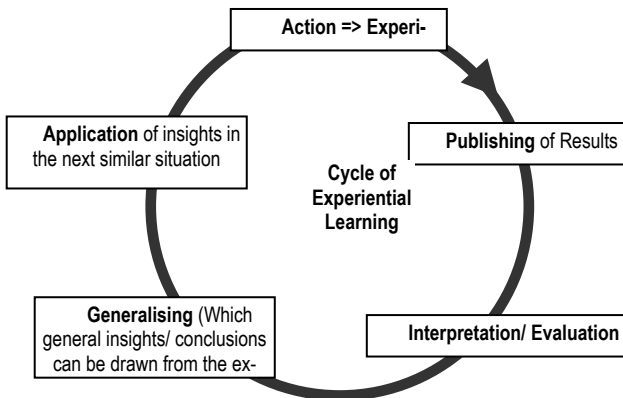 Action => Experi-
Publishing of Results
Application of insights in
the next similar situation
Cycle of
Experiential
Learning
Generalising (Which
general insights/ conclusions
can be drawn from the ex-
Interpretation/ Evaluation